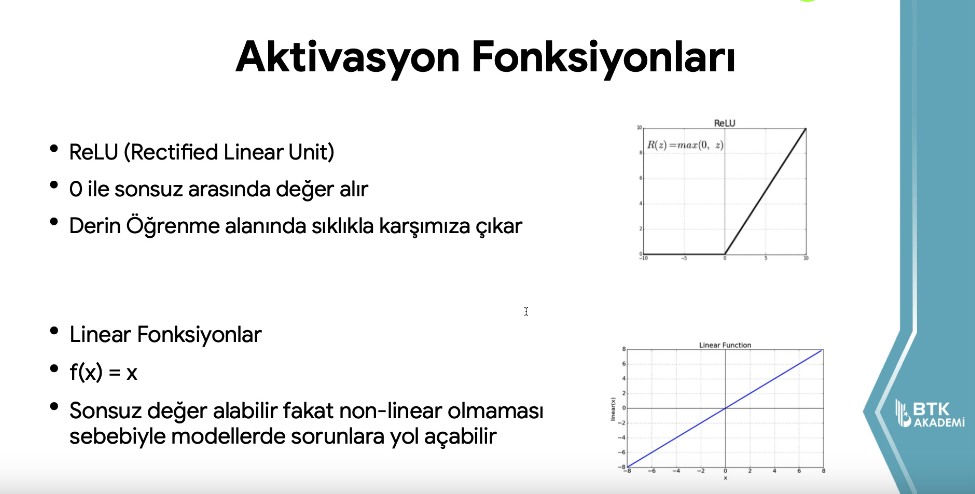 Aktivasyon Fonksiyonları
• ReLU (Rectified Linear Unit)
• 0 ile sonsuz arasında değer alır
• Derin Öğrenme alanında sıklıkla karşımıza çıkar
ReLU
R(z) =max(0, z)
10
8
6
4
2
0
-10 -5 0 5 10
• Linear Fonksiyonlar
• f(x) = x
• Sonsuz değer alabilir fakat non-linear olmaması
sebebiyle modellerde sorunlara yol açabilir
Linear Function
8
6
4
2
0
−2
−4
−6
−8
−8 −6 −4 −2 0 2 4 6 8
linear(x)
x
BTK
AKADEMİ